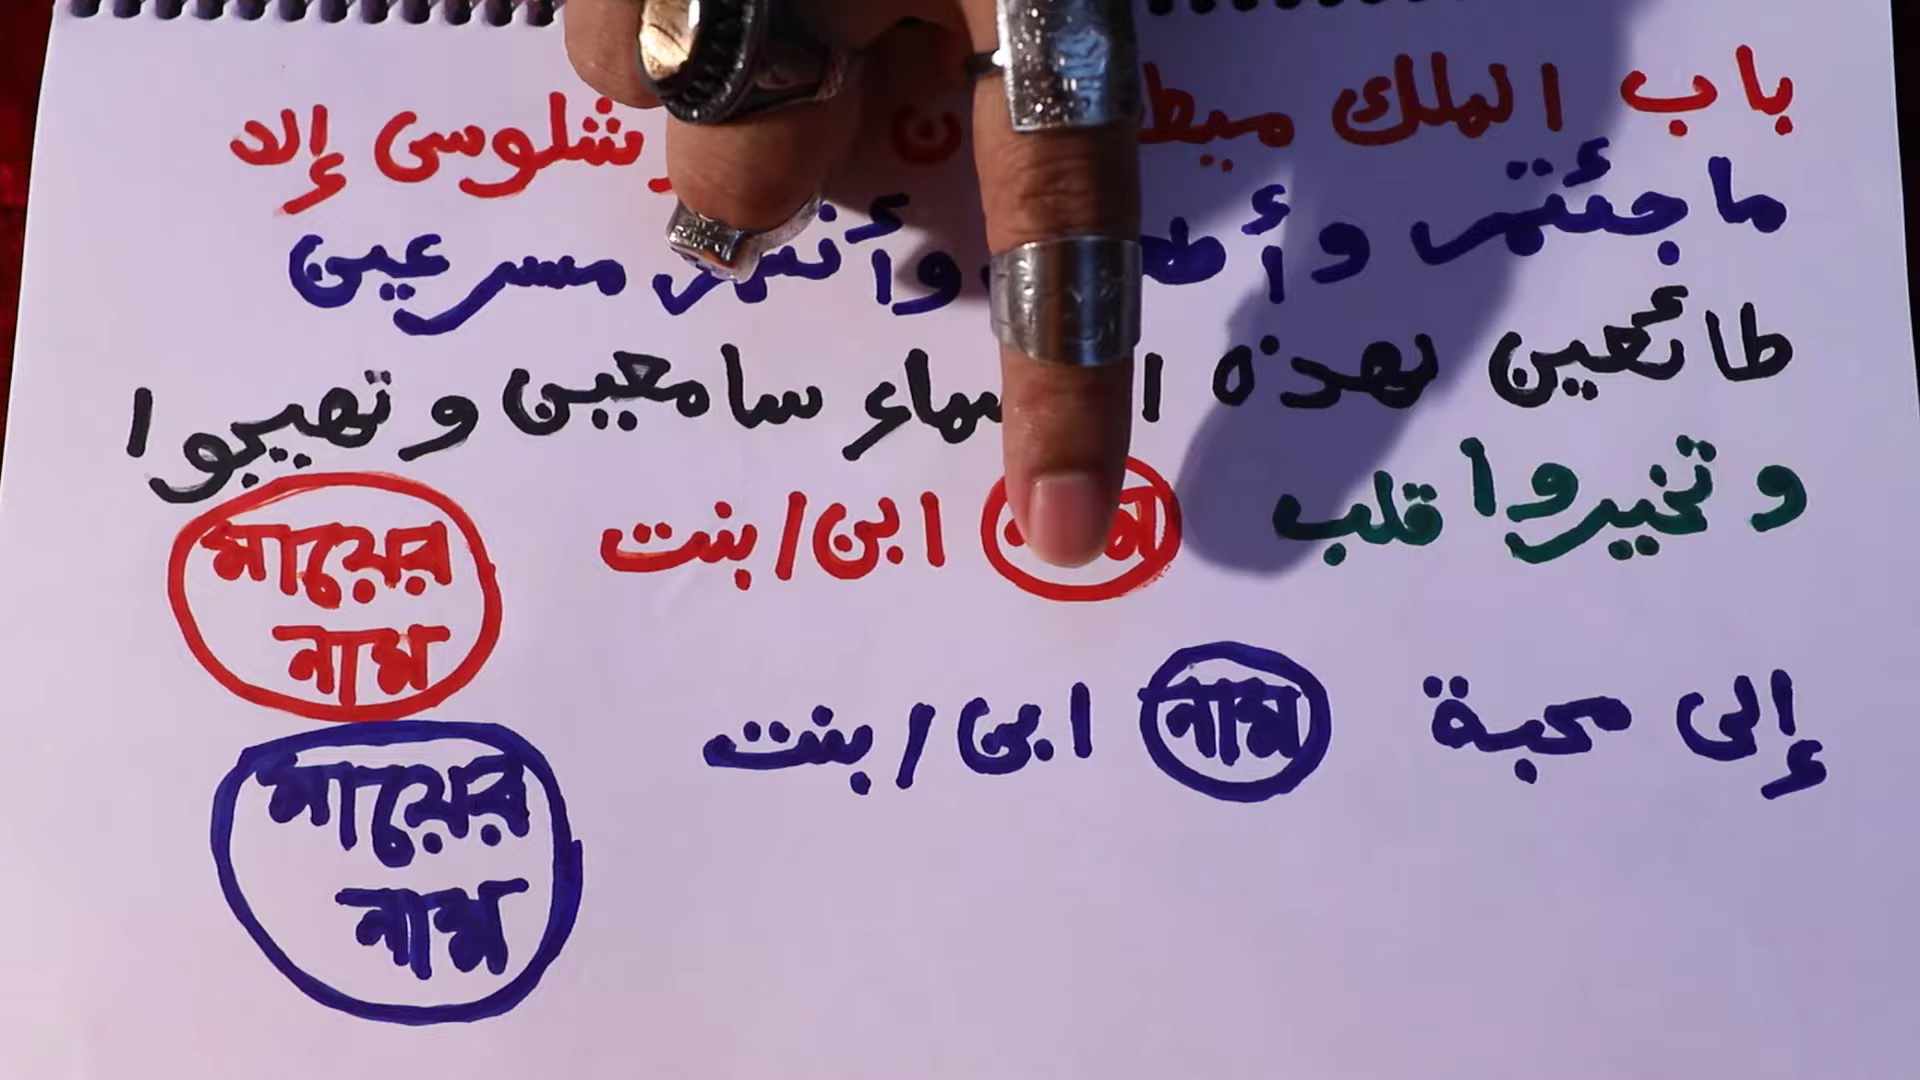 باب الملك شلوسى إلا
ما جئتم و وأنتم مسرعين
طائعين بهذه سامعين و تهيجوا
و تخيروا قلب ابن/بنت মায়ের নাম
إلى محبة নাম ابن/بنت মায়ের নাম